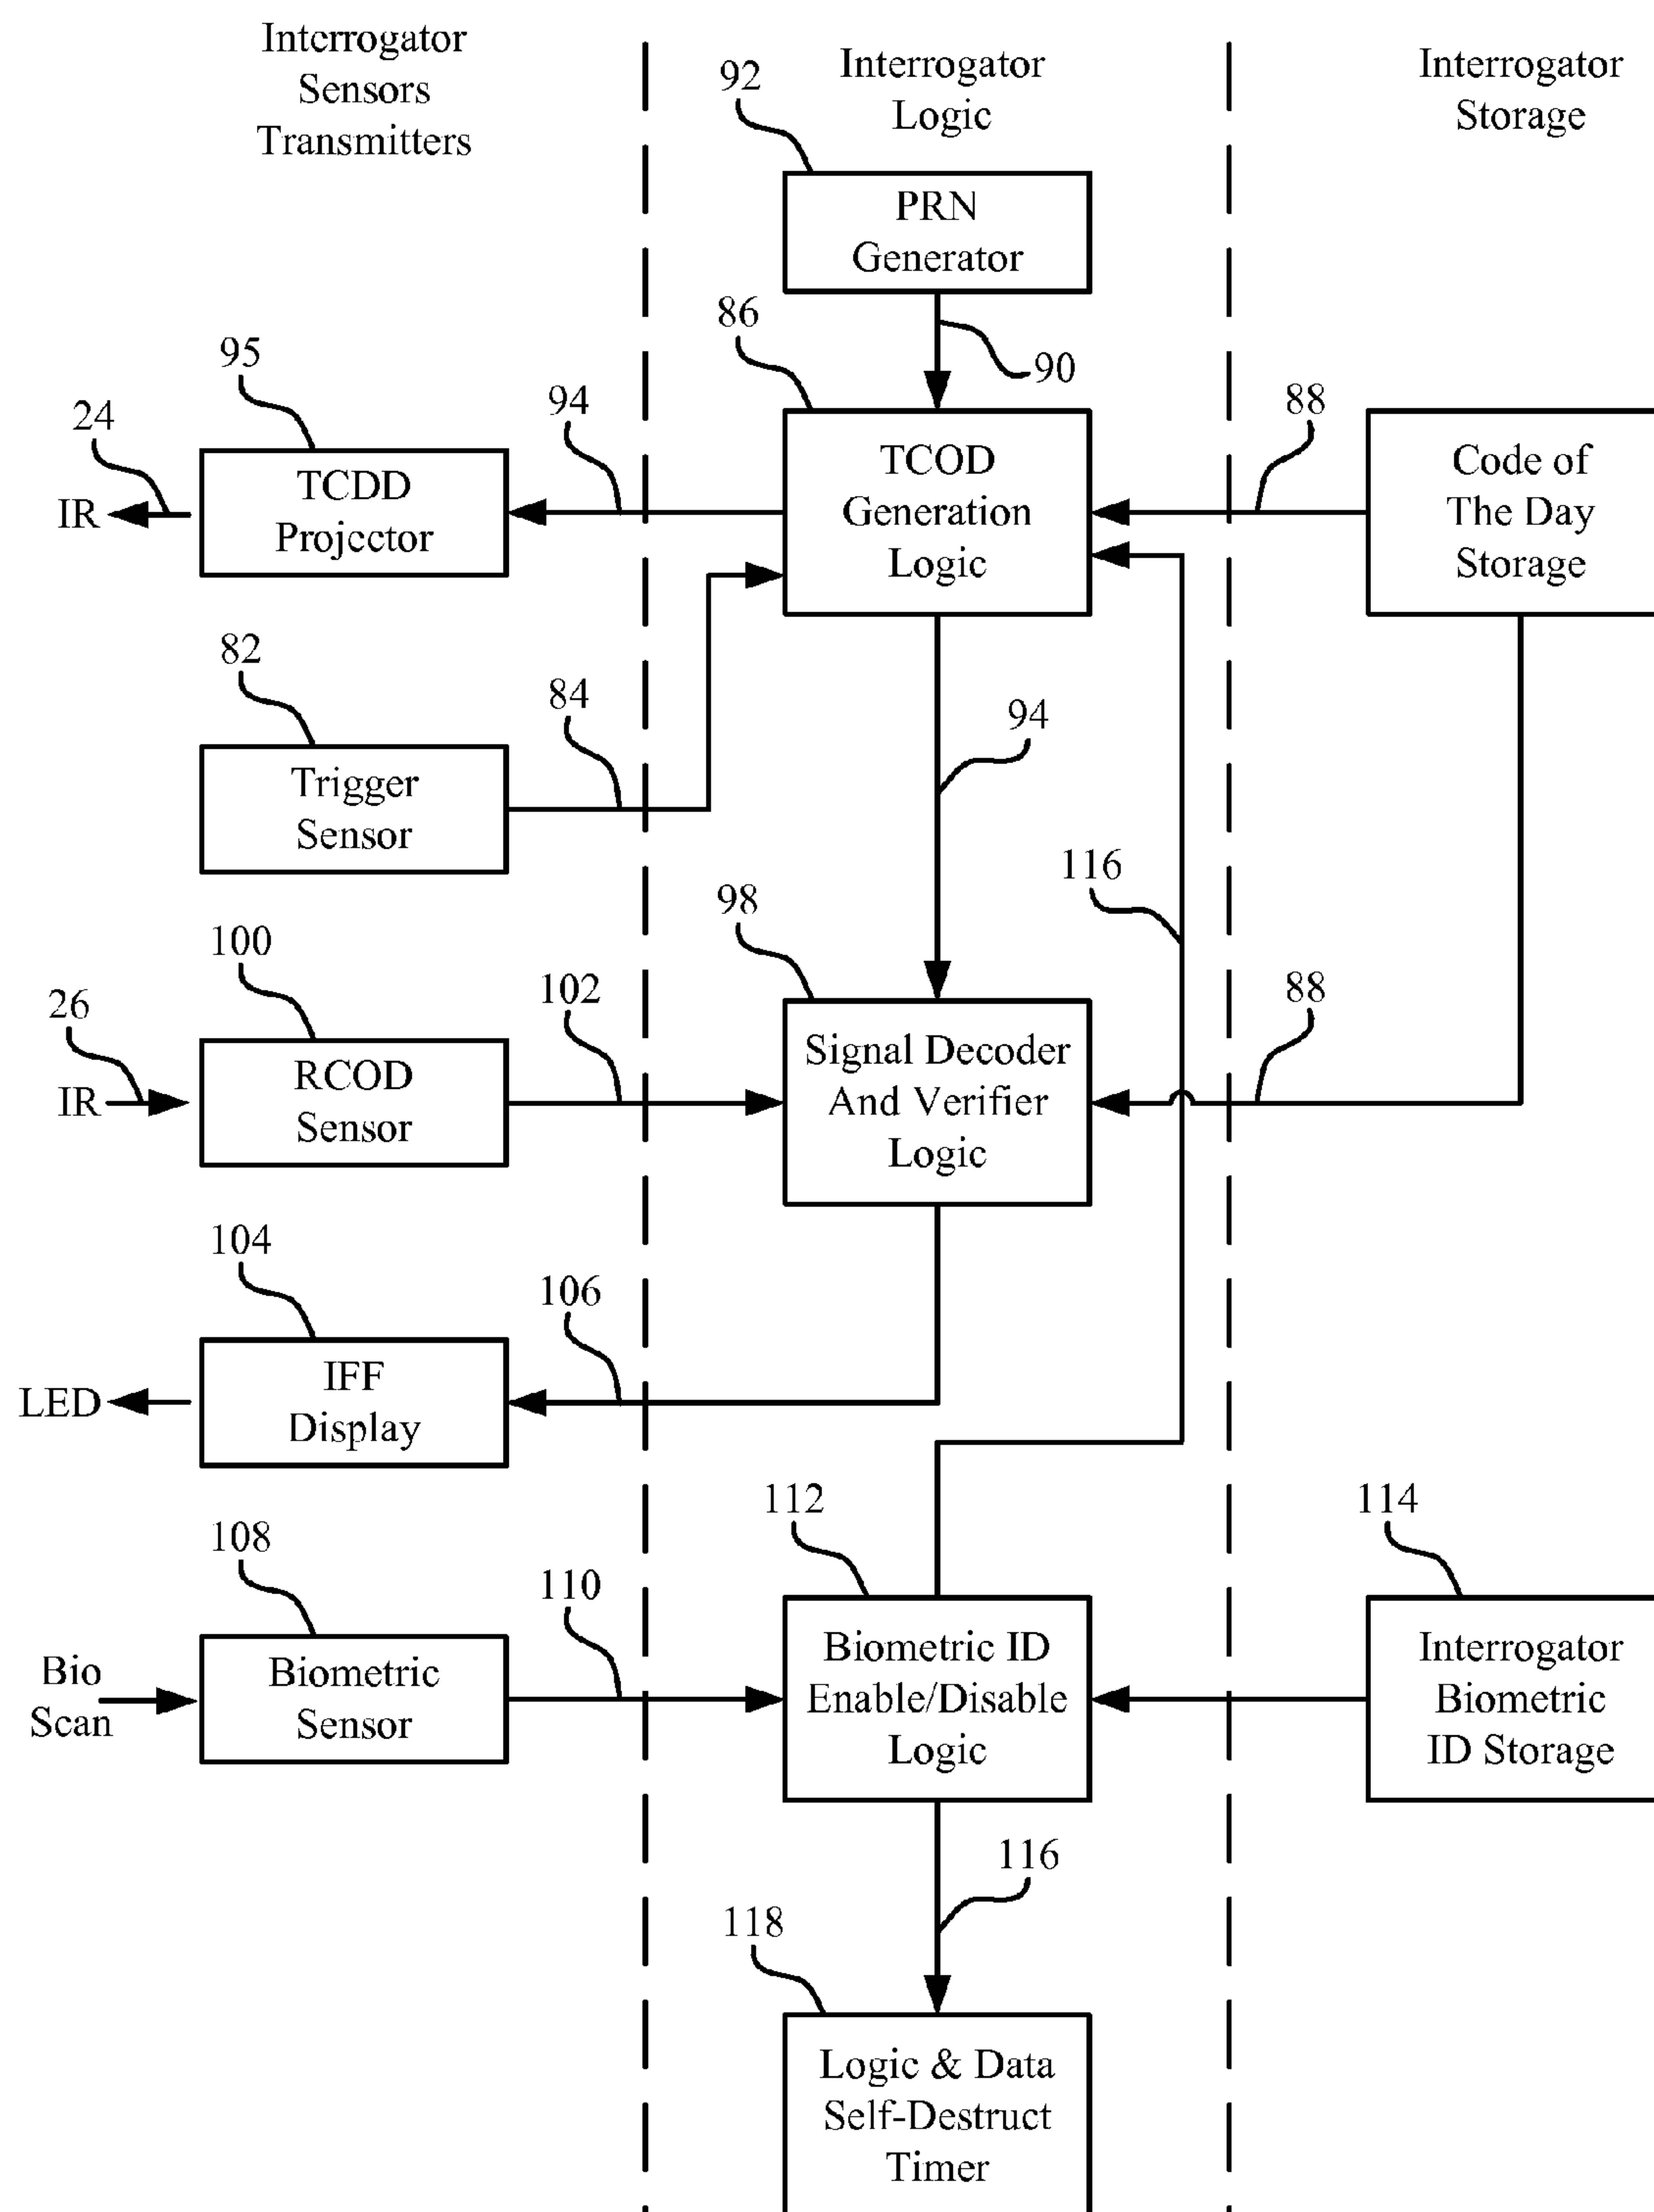 Interrogator
Sensors
Transmitters
Interrogator
Logic
Interrogator
Storage
92
PRN
Generator
90
86
TCOD
Generation
Logic
95
TCDD
Projector
94
24
IR
88
Code of
The Day
Storage
82
Trigger
Sensor
84
94
116
98
Signal Decoder
And Verifier
Logic
100
RCOD
Sensor
102
26
IR
88
104
IFF
Display
106
LED
108
Biometric
Sensor
110
Bio
Scan
112
Biometric ID
Enable/Disable
Logic
114
Interrogator
Biometric
ID Storage
116
118
Logic & Data
Self-Destruct
Timer